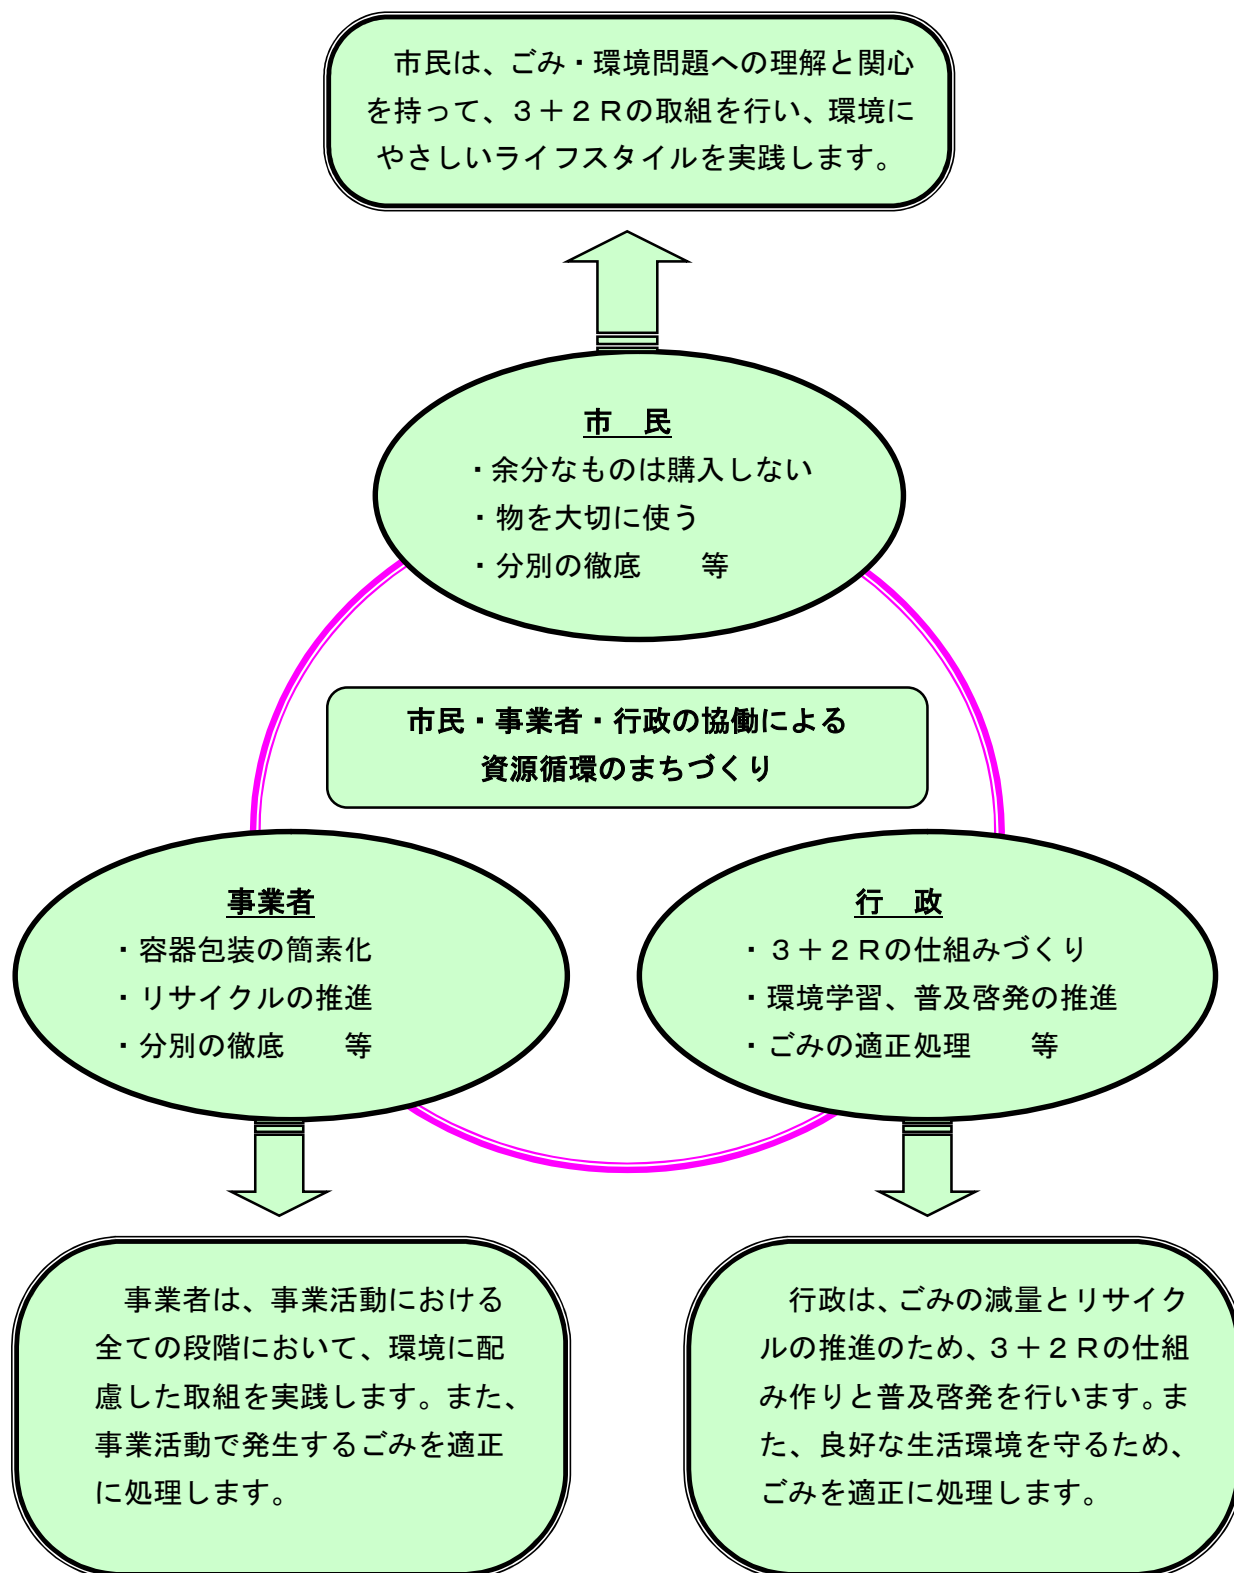 市民は、ごみ・環境問題への理解と関心
を持って、３＋２Ｒの取組を行い、環境に
やさしいライフスタイルを実践します。
市　民
・余分なものは購入しない
・物を大切に使う
・分別の徹底　　等
市民・事業者・行政の協働による
資源循環のまちづくり
事業者
・容器包装の簡素化
・リサイクルの推進
・分別の徹底　　等
行　政
・３＋２Ｒの仕組みづくり
・環境学習、普及啓発の推進
・ごみの適正処理　　等
事業者は、事業活動における
全ての段階において、環境に配
慮した取組を実践します。また、
事業活動で発生するごみを適正
に処理します。
行政は、ごみの減量とリサイク
ルの推進のため、３＋２Ｒの仕組
み作りと普及啓発を行います。ま
た、良好な生活環境を守るため、
ごみを適正に処理します。